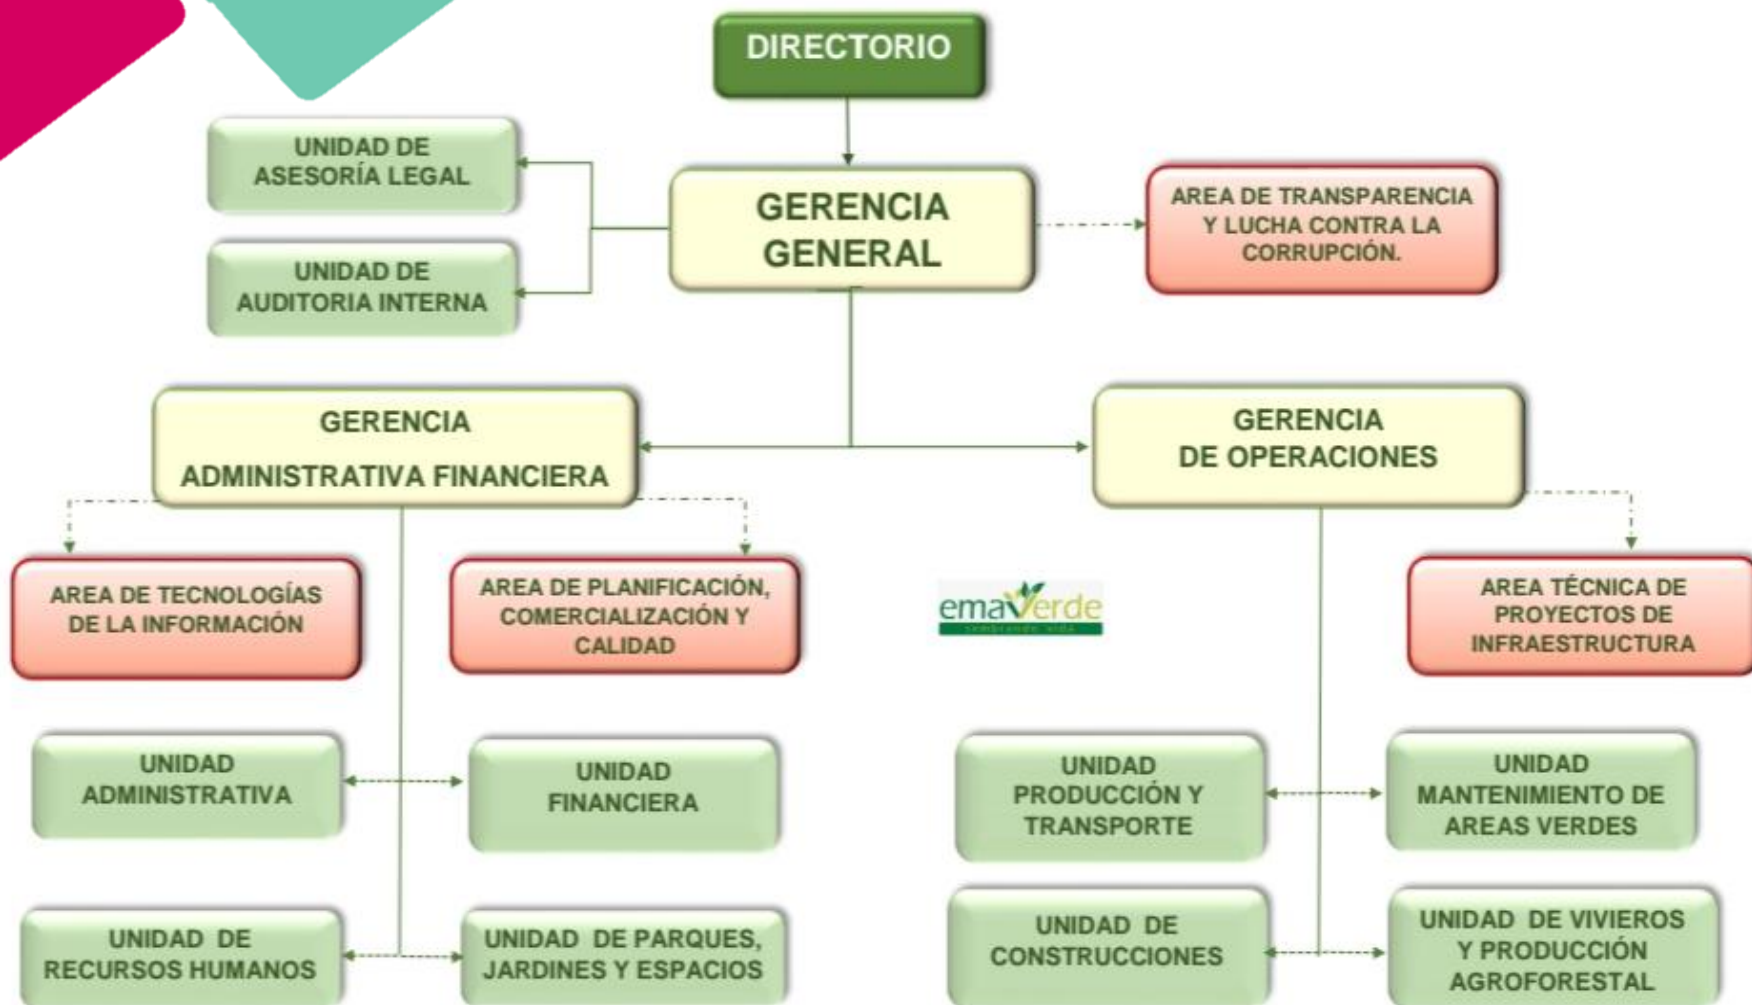 DIRECTORIO
UNIDAD DE
ASESORÍA LEGAL
GERENCIA
GENERAL
AREA DE TRANSPARENCIA
Y LUCHA CONTRA LA
CORRUPCIÓN.
UNIDAD DE
AUDITORIA INTERNA
GERENCIA
ADMINISTRATIVA FINANCIERA
GERENCIA
DE OPERACIONES
AREA DE TECNOLOGÍAS
DE LA INFORMACIÓN
AREA DE PLANIFICACIÓN,
COMERCIALIZACIÓN Y
CALIDAD
emaverde
sembrando vida
AREA TÉCNICA DE
PROYECTOS DE
INFRAESTRUCTURA
UNIDAD
ADMINISTRATIVA
UNIDAD
FINANCIERA
UNIDAD
PRODUCCIÓN Y
TRANSPORTE
UNIDAD
MANTENIMIENTO DE
AREAS VERDES
UNIDAD DE
RECURSOS HUMANOS
UNIDAD DE PARQUES,
JARDINES Y ESPACIOS
UNIDAD DE
CONSTRUCCIONES
UNIDAD DE VIVIEROS
Y PRODUCCIÓN
AGROFORESTAL